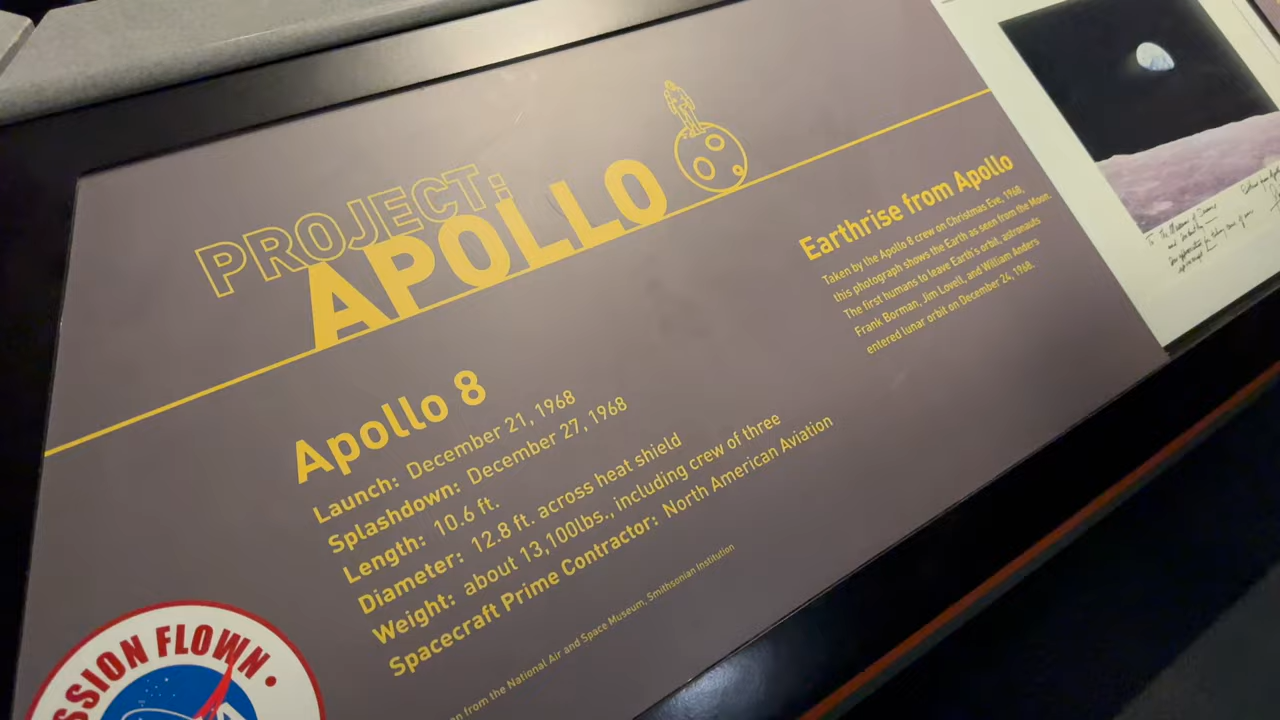 PROJECT:
APOLLO
Apollo 8
Launch: December 21, 1968
Splashdown: December 27, 1968
Length: 10.6 ft.
Diameter: 12.8 ft. across heat shield
Weight: about 13,100lbs., including crew of three
Spacecraft Prime Contractor: North American Aviation
from the National Air and Space Museum, Smithsonian Institution
SSION FLOWN •
Earthrise from Apollo
Taken by the Apollo 8 crew on Christmas Eve, 1968,
this photograph shows the Earth as seen from the Moon.
The first humans to leave Earth's orbit, astronauts
Frank Borman, Jim Lovell, and William Anders
entered lunar orbit on December 24, 1968.
To The Museum of